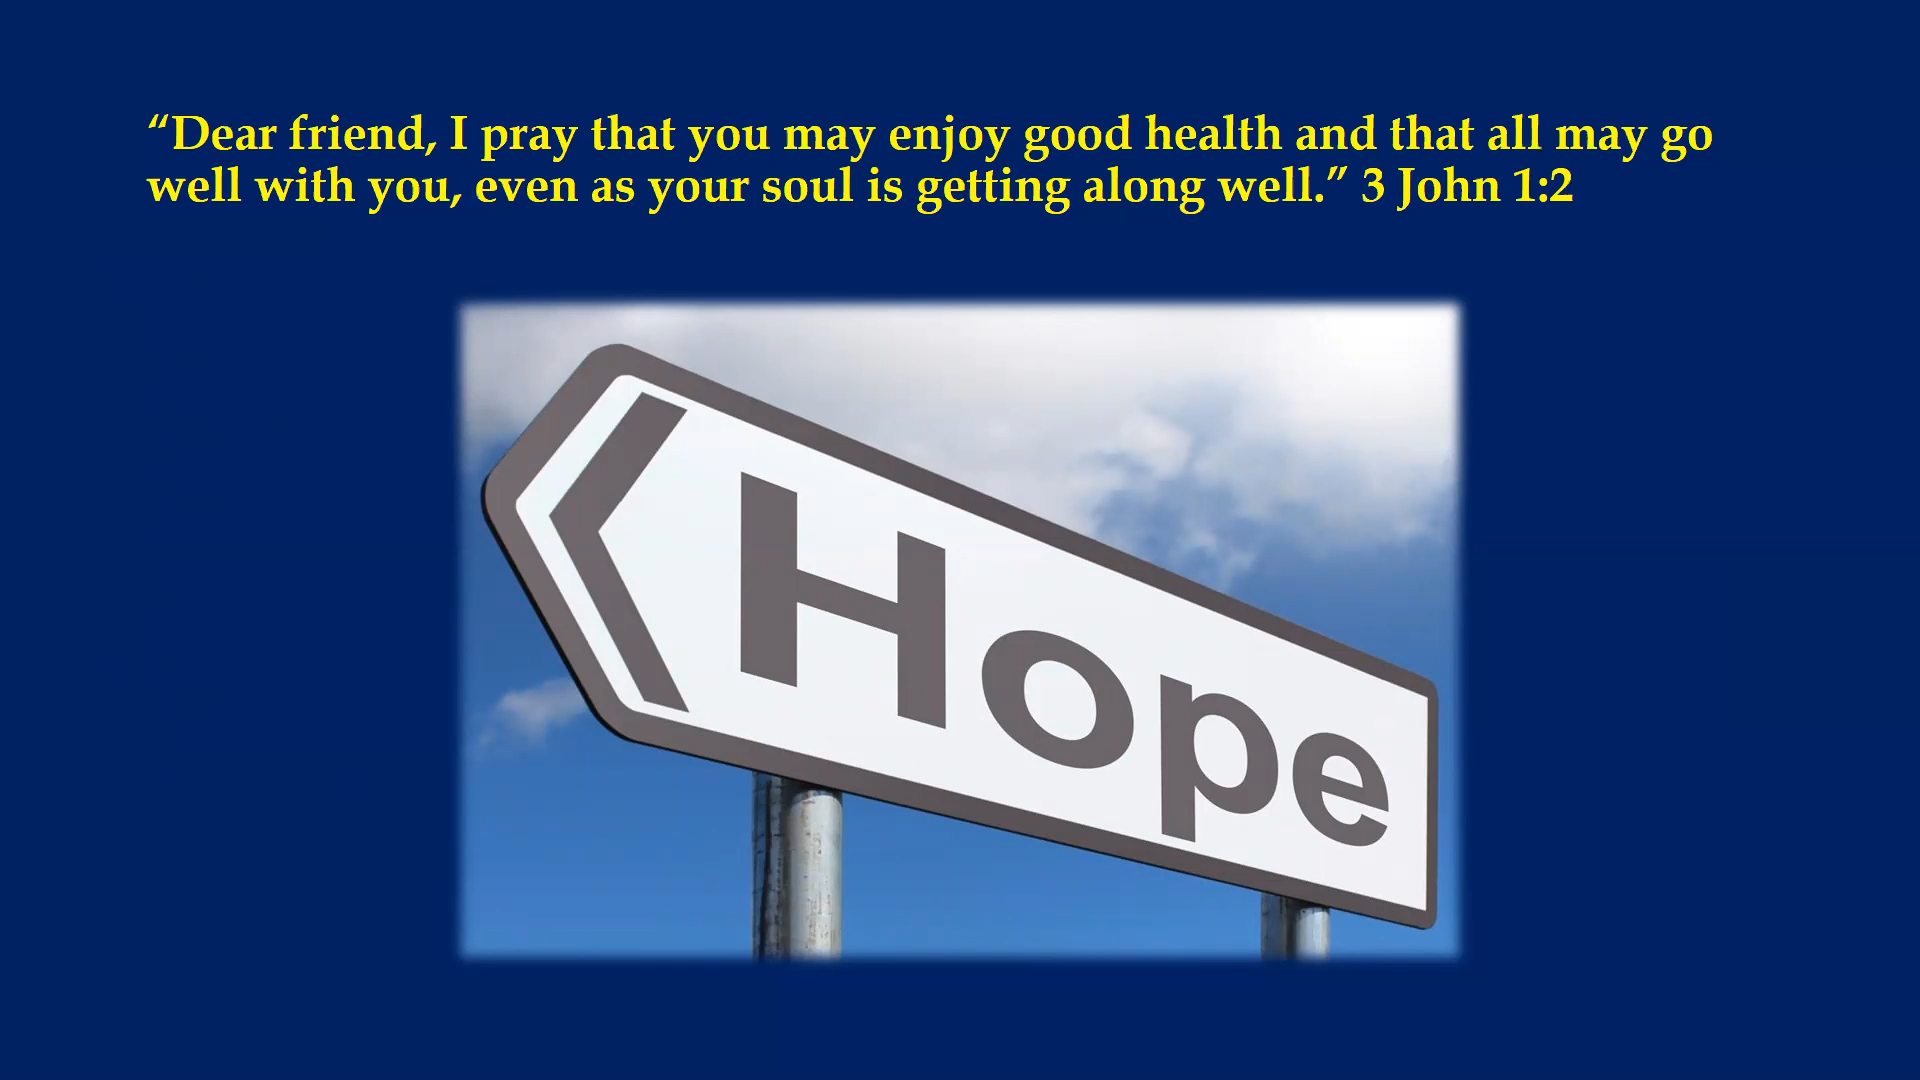 “Dear friend, I pray that you may enjoy good health and that all may go
well with you, even as your soul is getting along well.” 3 John 1:2
Hope